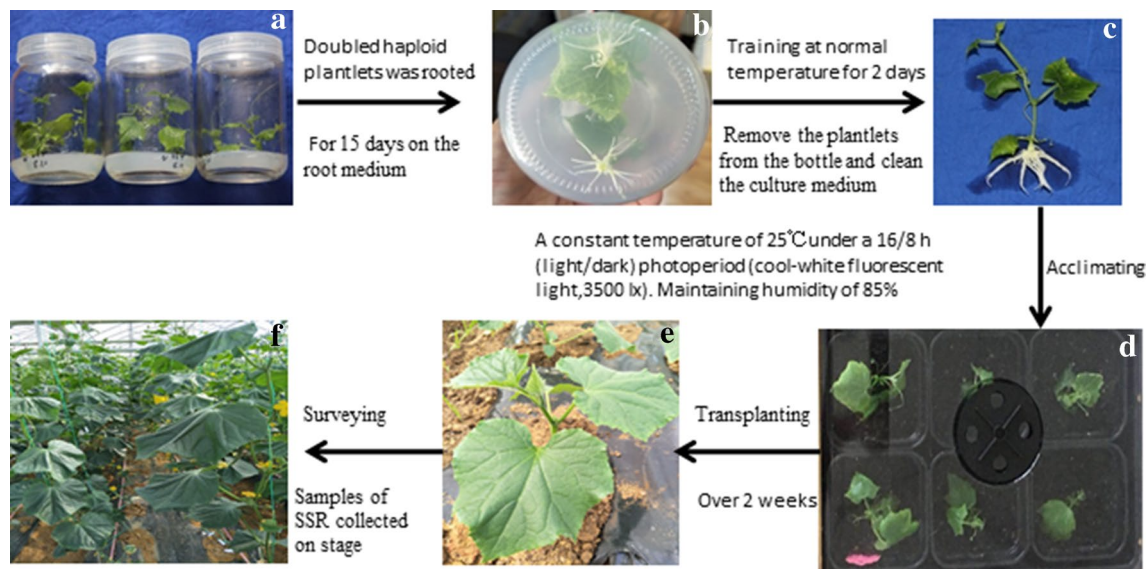 a
Doubled haploid
plantlets was rooted
For 15 days on the
root medium
b
Training at normal
temperature for 2 days
Remove the plantlets
from the bottle and clean
the culture medium
c
A constant temperature of 25℃ under a 16/8 h
(light/dark) photoperiod (cool-white fluorescent
light,3500 lx). Maintaining humidity of 85%
Acclimating
d
Transplanting
Over 2 weeks
e
Surveying
Samples of
SSR collected
on stage
f